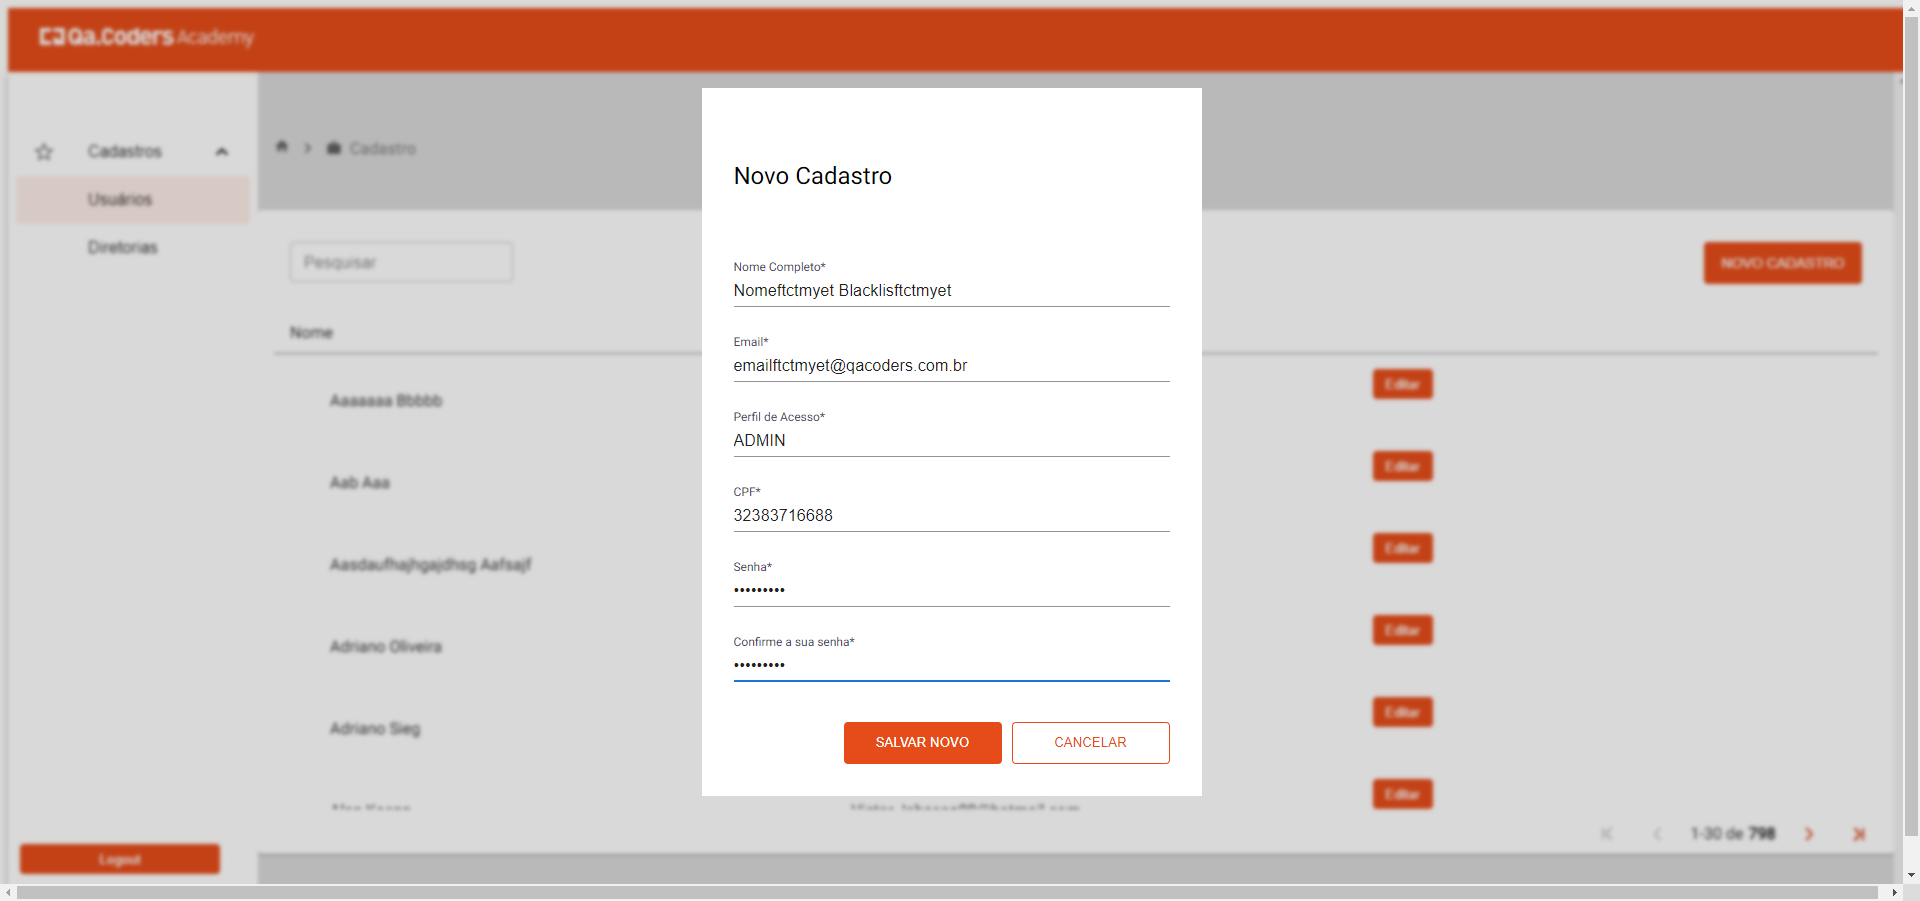 Qa.Coders Academy
Cadastros
Usuários
Diretorias
Logout
Cadastro
Pesquisar
NOVO CADASTRO
Nome
Aaaaaaa Bbbbb
Editar
Aab Aaa
Editar
Aasdaufhajhgajdhsg Aafsajf
Editar
Adriano Oliveira
Editar
Adriano Sieg
Editar
Editar
1-30 de 798
Novo Cadastro
Nome Completo*
Nomeftctmyet Blacklisftctmyet
Email*
emailftctmyet@qacoders.com.br
Perfil de Acesso*
ADMIN
CPF*
32383716688
Senha*
•••••••••
Confirme a sua senha*
•••••••••
SALVAR NOVO
CANCELAR